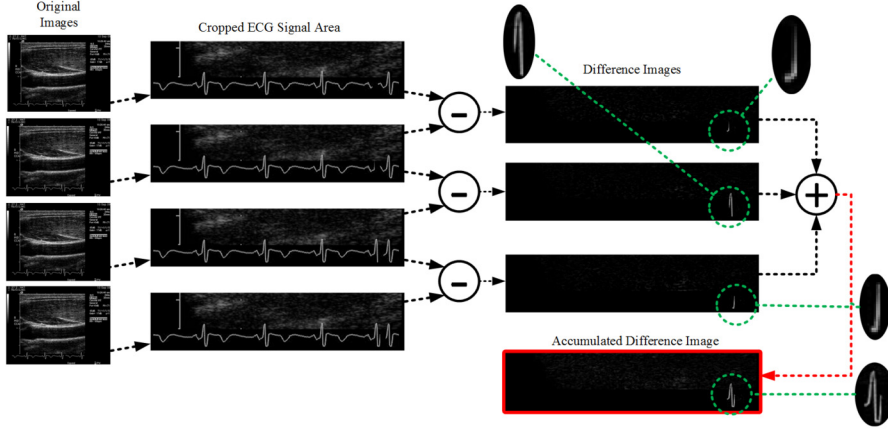 Original
Images
Cropped ECG Signal Area
Difference Images
Accumulated Difference Image